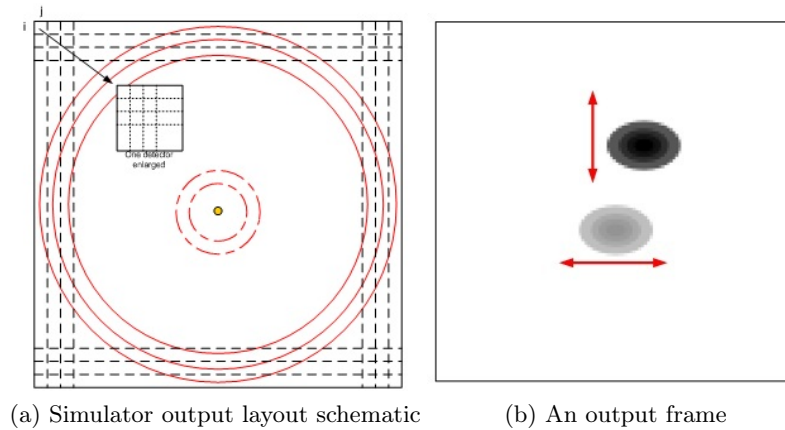 j
i
One detector
enlarged
(a) Simulator output layout schematic
(b) An output frame